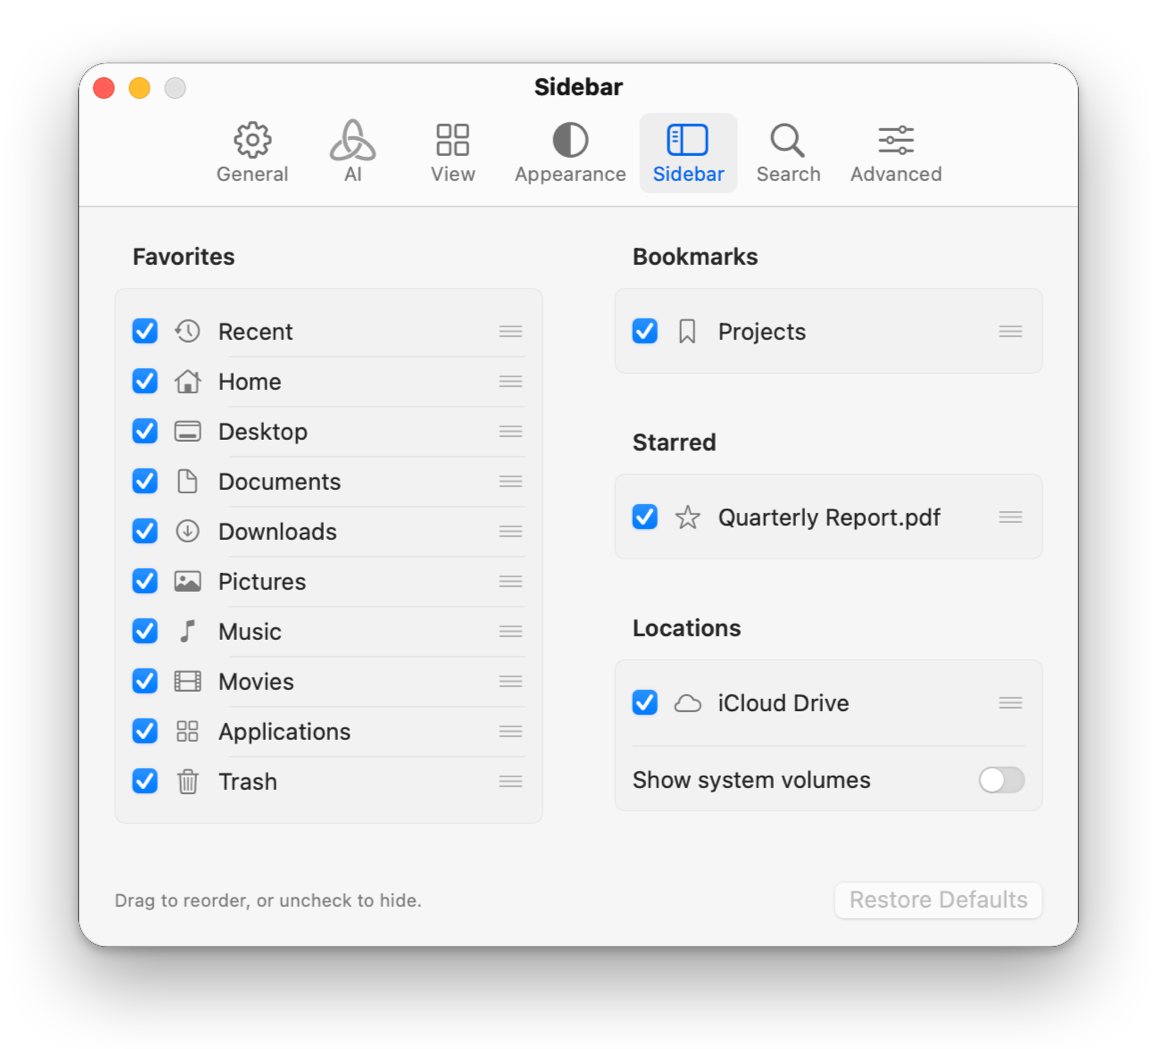 Sidebar
General
AI
View
Appearance
Sidebar
Search
Advanced
Favorites
Recent
Home
Desktop
Documents
Downloads
Pictures
Music
Movies
Applications
Trash
Bookmarks
Projects
Starred
Quarterly Report.pdf
Locations
iCloud Drive
Show system volumes
Drag to reorder, or uncheck to hide.
Restore Defaults